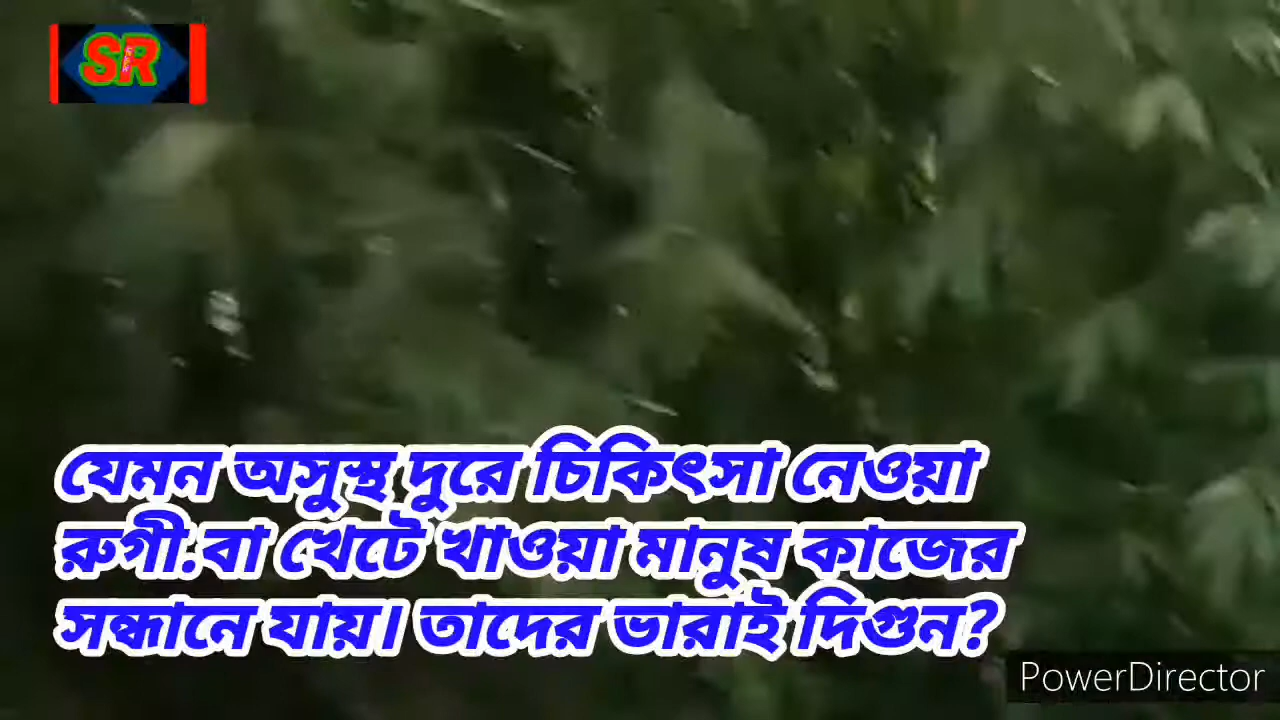 SR
যেমন অসুস্থ দুরে চিকিৎসা নেওয়া
রুগী.বা খেটে খাওয়া মানুষ কাজের
সন্ধানে যায়। তাদের ভারাই দিগুন?
PowerDirector